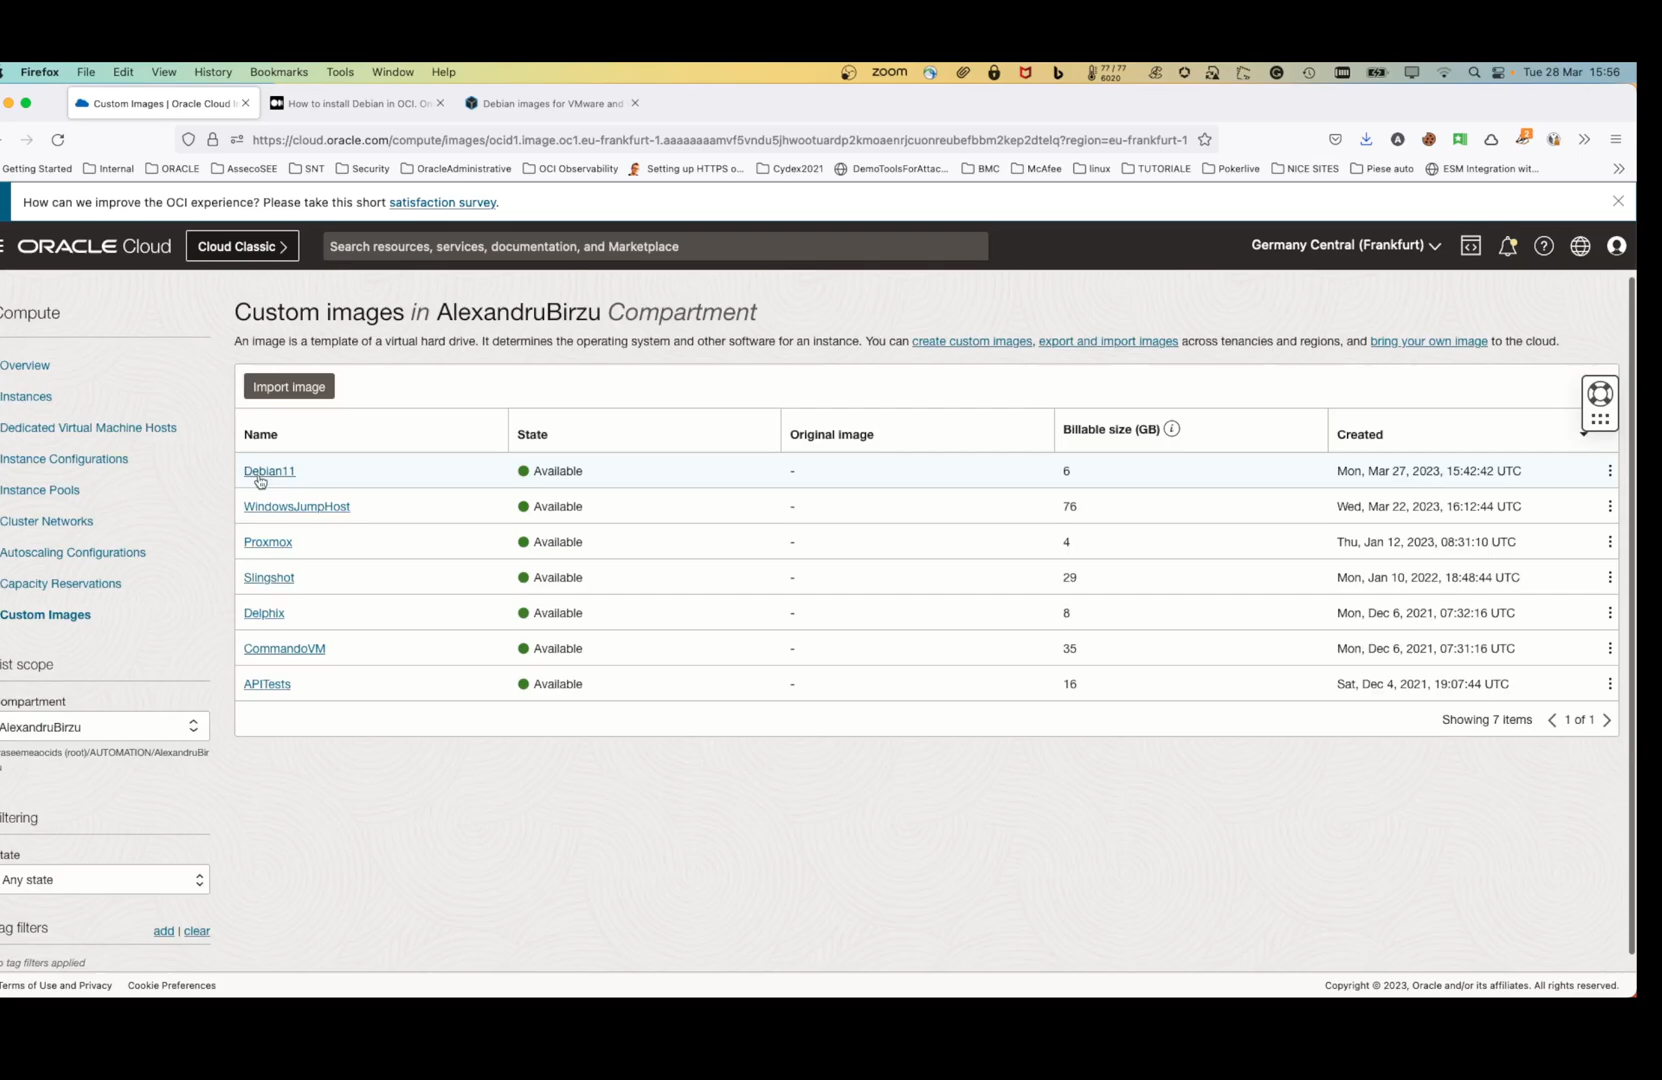 Firefox File Edit View History Bookmarks Tools Window Help zoom 77/77 6020 Tue 28 Mar 15:56
Custom Images | Oracle Cloud I How to install Debian in OCI. On Debian images for VMware and
https://cloud.oracle.com/compute/images/ocid1.image.oc1.eu-frankfurt-1.aaaaaaaamvf5vndu5jhwootuardp2kmoaenrjcuonreubefbbm2kep2dtelq?region=eu-frankfurt-1 2
Getting Started Internal ORACLE AssecoSEE SNT Security OracleAdministrative OCI Observability Setting up HTTPS o... Cydex2021 DemoToolsForAttac... BMC McAfee linux TUTORIALE Pokerlive NICE SITES Piese auto ESM Integration wit...
How can we improve the OCI experience? Please take this short satisfaction survey.
ORACLE Cloud Cloud Classic > Search resources, services, documentation, and Marketplace Germany Central (Frankfurt)
Compute
Overview
Instances
Dedicated Virtual Machine Hosts
Instance Configurations
Instance Pools
Cluster Networks
Autoscaling Configurations
Capacity Reservations
Custom Images
ist scope
ompartment
AlexandruBirzu
raseemeaocids (root)/AUTOMATION/AlexandruBir
s
iltering
tate
Any state
ag filters add | clear
o tag filters applied
Custom images in AlexandruBirzu Compartment
An image is a template of a virtual hard drive. It determines the operating system and other software for an instance. You can create custom images, export and import images across tenancies and regions, and bring your own image to the cloud.
Import image
Name State Original image Billable size (GB) i Created
Debian11 Available - 6 Mon, Mar 27, 2023, 15:42:42 UTC
WindowsJumpHost Available - 76 Wed, Mar 22, 2023, 16:12:44 UTC
Proxmox Available - 4 Thu, Jan 12, 2023, 08:31:10 UTC
Slingshot Available - 29 Mon, Jan 10, 2022, 18:48:44 UTC
Delphix Available - 8 Mon, Dec 6, 2021, 07:32:16 UTC
CommandoVM Available - 35 Mon, Dec 6, 2021, 07:31:16 UTC
APITests Available - 16 Sat, Dec 4, 2021, 19:07:44 UTC
Showing 7 items < 1 of 1 >
Terms of Use and Privacy Cookie Preferences Copyright © 2023, Oracle and/or its affiliates. All rights reserved.